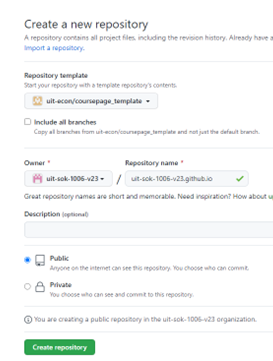 Create a new repository
A repository contains all project files, including the revision history. Already have a
Import a repository.
Repository template
Start your repository with a template repository's contents.
uit-econ/coursepage_template
Include all branches
Copy all branches from uit-econ/coursepage_template and not just the default branch.
Owner * Repository name *
uit-sok-1006-v23 / uit-sok-1006-v23.github.io
Great repository names are short and memorable. Need inspiration? How about
Description (optional)
Public
Anyone on the internet can see this repository. You choose who can commit.
Private
You choose who can see and commit to this repository.
You are creating a public repository in the uit-sok-1006-v23 organization.
Create repository